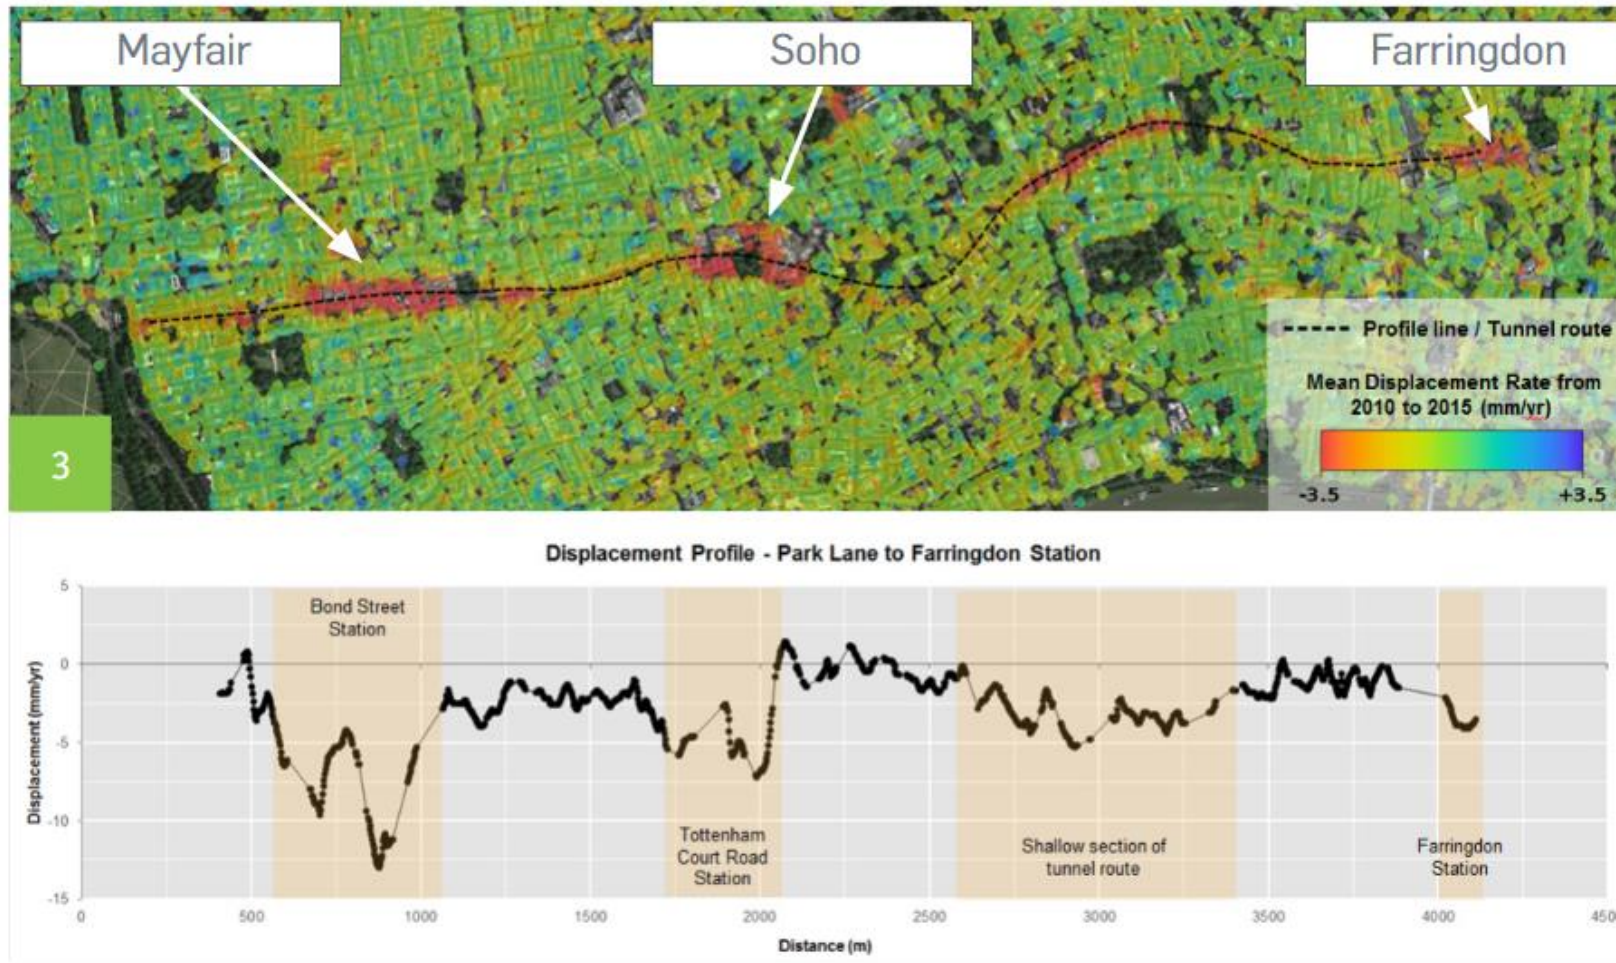 Mayfair
Soho
Farringdon
Profile line / Tunnel route
Mean Displacement Rate from
2010 to 2015 (mm/yr)
-3.5
+3.5
3
Displacement Profile - Park Lane to Farringdon Station
Displacement (mm/yr)
5
0
-5
-10
-15
Bond Street
Station
Tottenham
Court Road
Station
Shallow section of
tunnel route
Farringdon
Station
0
500
1000
1500
2000
2500
3000
3500
4000
450
Distance (m)